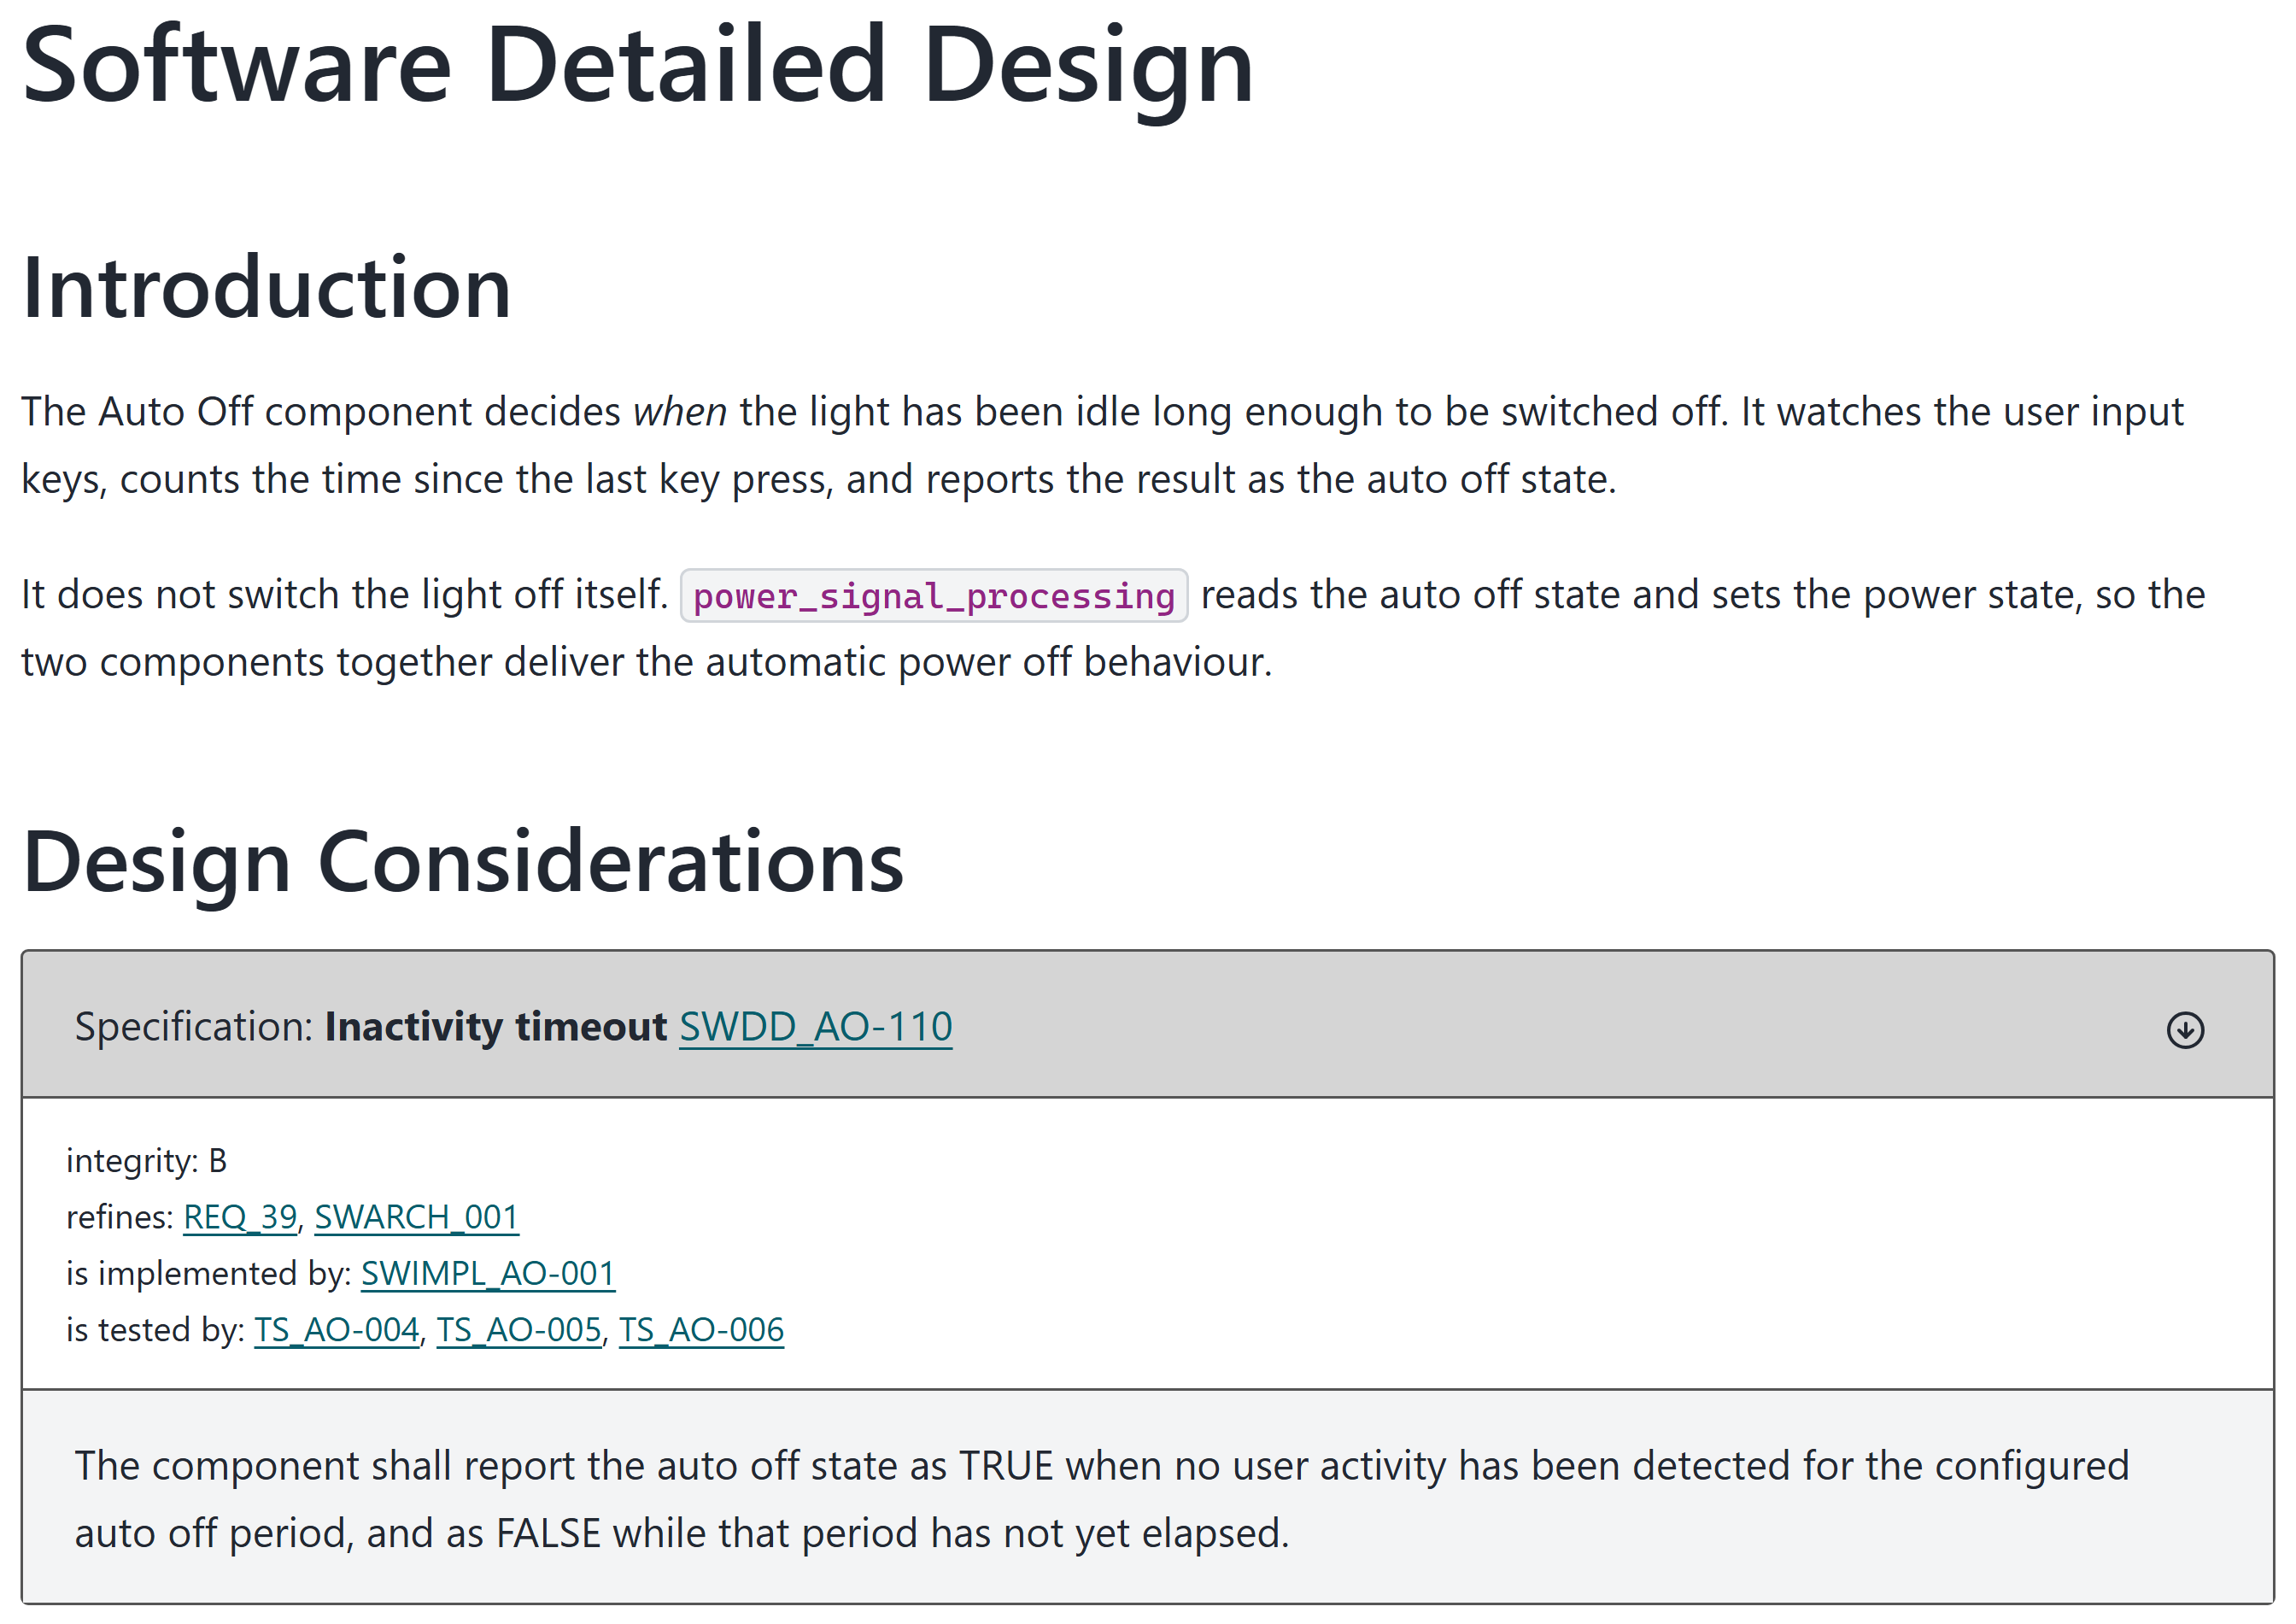 Software Detailed Design
Introduction
The Auto Off component decides when the light has been idle long enough to be switched off. It watches the user input
keys, counts the time since the last key press, and reports the result as the auto off state.
It does not switch the light off itself. power_signal_processing reads the auto off state and sets the power state, so the
two components together deliver the automatic power off behaviour.
Design Considerations
Specification: Inactivity timeout SWDD_AO-110
integrity: B
refines: REQ_39, SWARCH_001
is implemented by: SWIMPL_AO-001
is tested by: TS_AO-004, TS_AO-005, TS_AO-006
The component shall report the auto off state as TRUE when no user activity has been detected for the configured
auto off period, and as FALSE while that period has not yet elapsed.